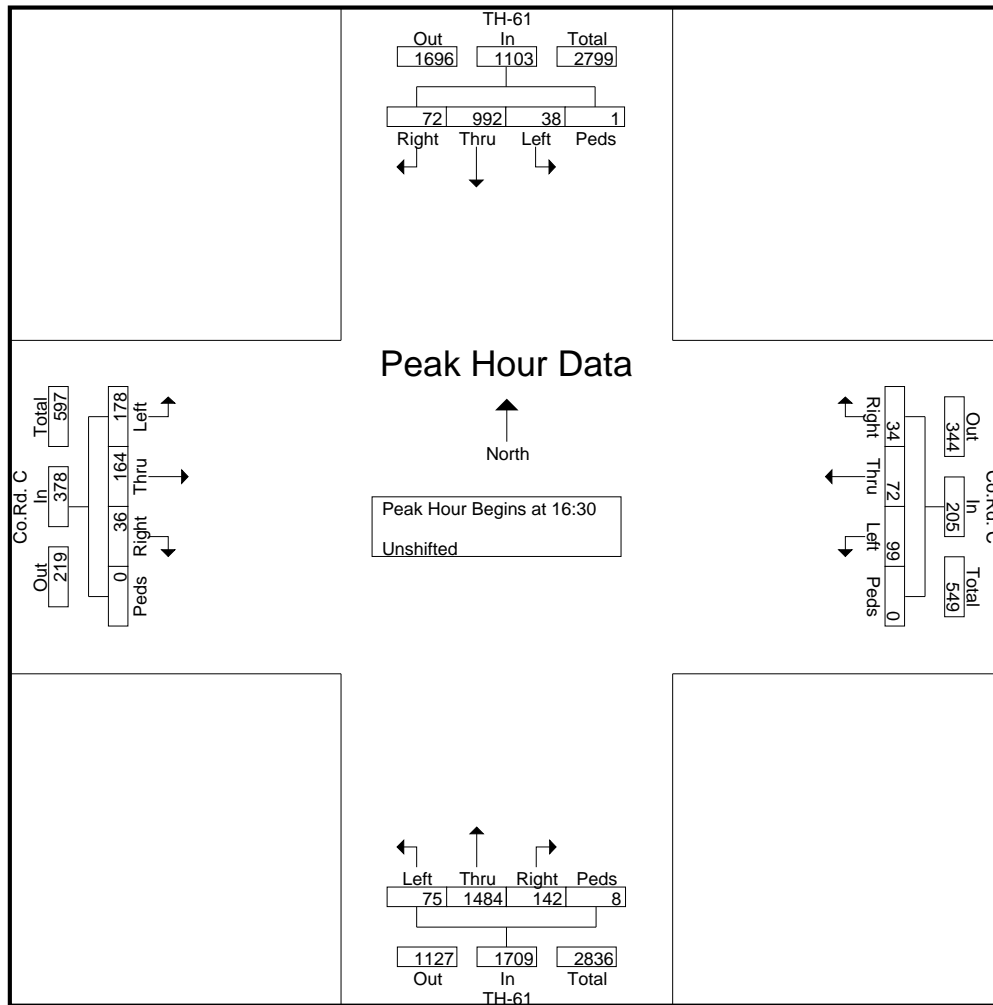 TH-61
Out In Total
1696 1103 2799
72 992 38 1
Right Thru Left Peds
Peak Hour Data
North
Peak Hour Begins at 16:30
Unshifted
Co.Rd. C
Out In Total
219 378 597
178 164 36 0
Left Thru Right Peds
Co.Rd. C
Out In Total
344 205 549
34 72 99 0
Right Thru Left Peds
Left Thru Right Peds
75 1484 142 8
1127 1709 2836
Out In Total
TH-61